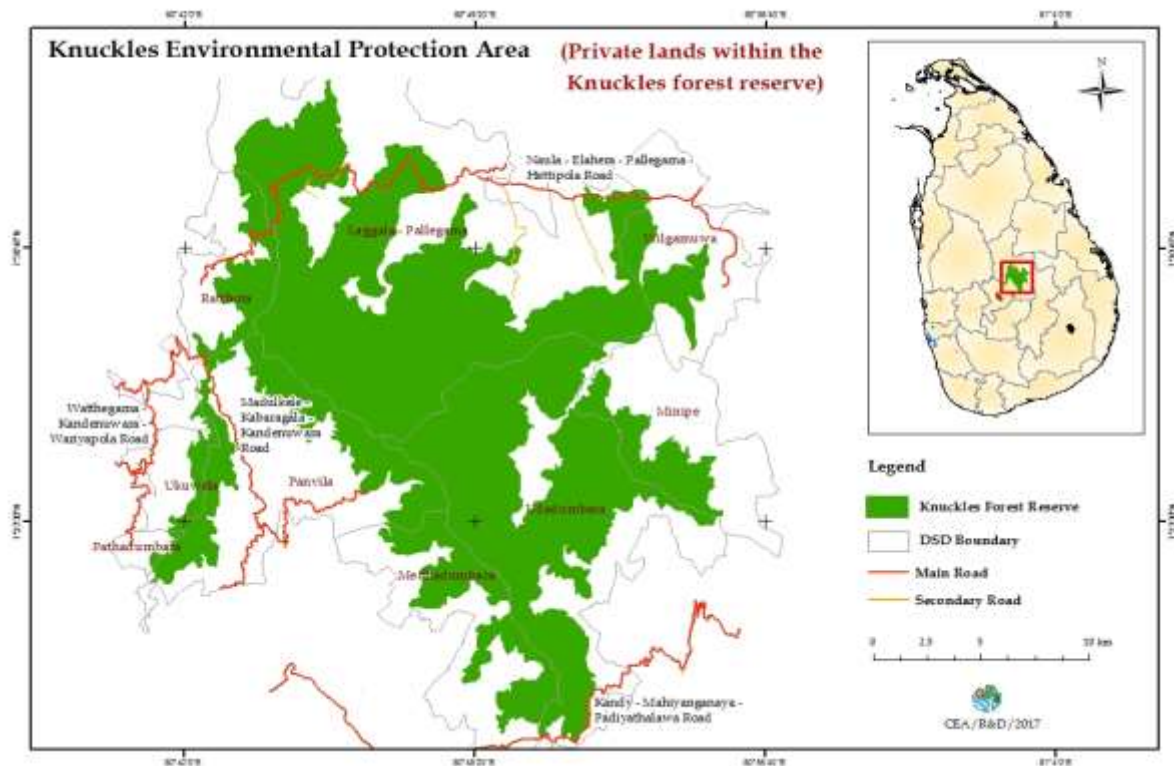 Knuckles Environmental Protection Area
(Private lands within the
Knuckles forest reserve)
N
Naula - Elahera - Pallegama -
Hettipola Road
Laggala - Pallegama
Wilgamuwa
Rattota
Watthegama
Kandenuwara -
Wariyapola Road
Madulkele -
Kabaragala -
Kandenuwara
Road
Minipe
Ukuwela
Panvila
Udadumbara
Pathadumbara
Medadumbara
Kandy - Mahiyanganaya -
Padiyathalawa Road
Legend
Knuckles Forest Reserve
DSD Boundary
Main Road
Secondary Road
0 2.5 5 10 km
CEA/R&D/2017